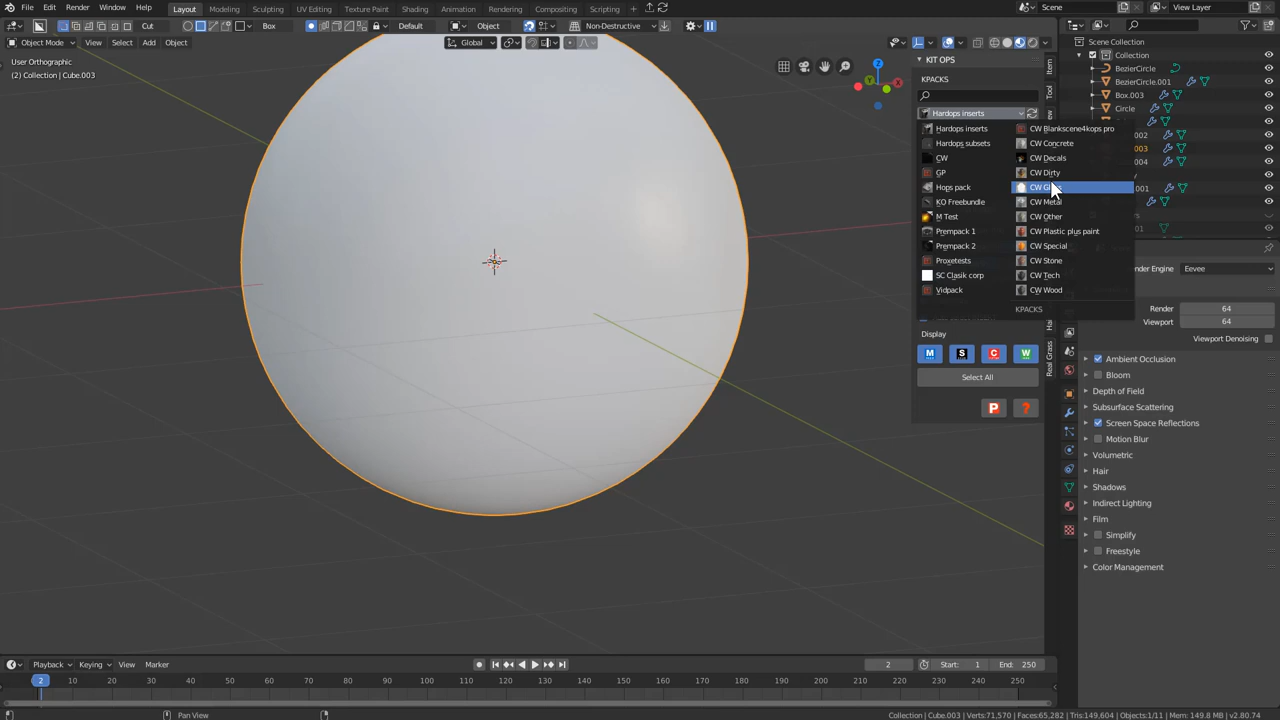 File Edit Render Window Help Layout Modeling Sculpting UV Editing Texture Paint Shading Animation Rendering Compositing Scripting Scene View Layer
Cut Box Default Object Non-Destructive
Object Mode View Select Add Object Global
User Orthographic
(2) Collection | Cube.003
KIT OPS
KPACKS
Hardops inserts
Hardops inserts
Hardops subsets
CW
GP
Hops pack
KO Freebundle
M Test
Prempack 1
Prempack 2
Proxetests
SC Clasik corp
Vidpack
CW Blankscene4kops pro
CW Concrete
CW Decals
CW Dirty
CW Metal
CW Other
CW Plastic plus paint
CW Special
CW Stone
CW Tech
CW Wood
KPACKS
Display
M S C W
Select All
P ?
Item
Tool
Real Grass
Scene Collection
Collection
BezierCircle
BezierCircle.001
Box.003
Circle
002
003
004
001
Eevee
Render 64
Viewport 64
Viewport Denoising
Ambient Occlusion
Bloom
Depth of Field
Subsurface Scattering
Screen Space Reflections
Motion Blur
Volumetric
Hair
Shadows
Indirect Lighting
Film
Simplify
Freestyle
Color Management
Playback Keying View Marker 2 Start: 1 End: 250
2 10 20 30 40 50 60 70 80 90 100 110 120 130 140 150 160 170 180 190 200 210 220 230 240 250
Pan View
Collection | Cube.003 | Verts:71,570 | Faces:65,282 | Tris:149,604 | Objects:1/11 | Mem: 149.8 MB | v2.80.74